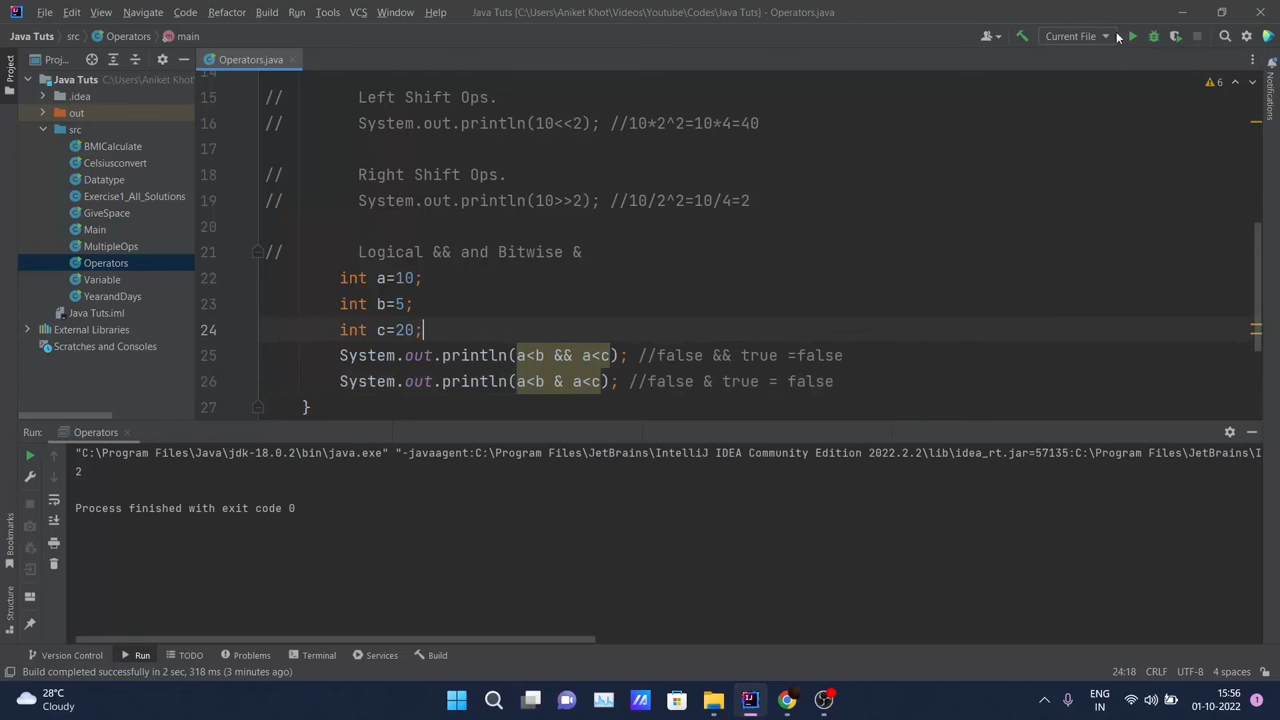 File Edit View Navigate Code Refactor Build Run Tools VCS Window Help Java Tuts [C:\Users\Aniket Khot\Videos\Youtube\Codes\Java Tuts] - Operators.java
Java Tuts src Operators main Current File
Proj... Operators.java
Project
Java Tuts C:\Users\Aniket Khot\Videos\Youtube\Codes
.idea
out
src
BMICalculate
Celsiusconvert
Datatype
Exercise1_All_Solutions
GiveSpace
Main
MultipleOps
Operators
Variable
YearandDays
Java Tuts.iml
External Libraries
Scratches and Consoles
6
Notifications
14
15 // Left Shift Ops.
16 // System.out.println(10<<2); //10*2^2=10*4=40
17
18 // Right Shift Ops.
19 // System.out.println(10>>2); //10/2^2=10/4=2
20
21 // Logical && and Bitwise &
22 int a=10;
23 int b=5;
24 int c=20;
25 System.out.println(a<b && a<c); //false && true =false
26 System.out.println(a<b & a<c); //false & true = false
27 }
Run: Operators
"C:\Program Files\Java\jdk-18.0.2\bin\java.exe" "-javaagent:C:\Program Files\JetBrains\IntelliJ IDEA Community Edition 2022.2.2\lib\idea_rt.jar=57135:C:\Program Files\JetBrains\I
2
Process finished with exit code 0
Bookmarks
Structure
Version Control Run TODO Problems Terminal Services Build
Build completed successfully in 2 sec, 318 ms (3 minutes ago) 24:18 CRLF UTF-8 4 spaces
28°C
Cloudy
ENG
IN
15:56
01-10-2022
1